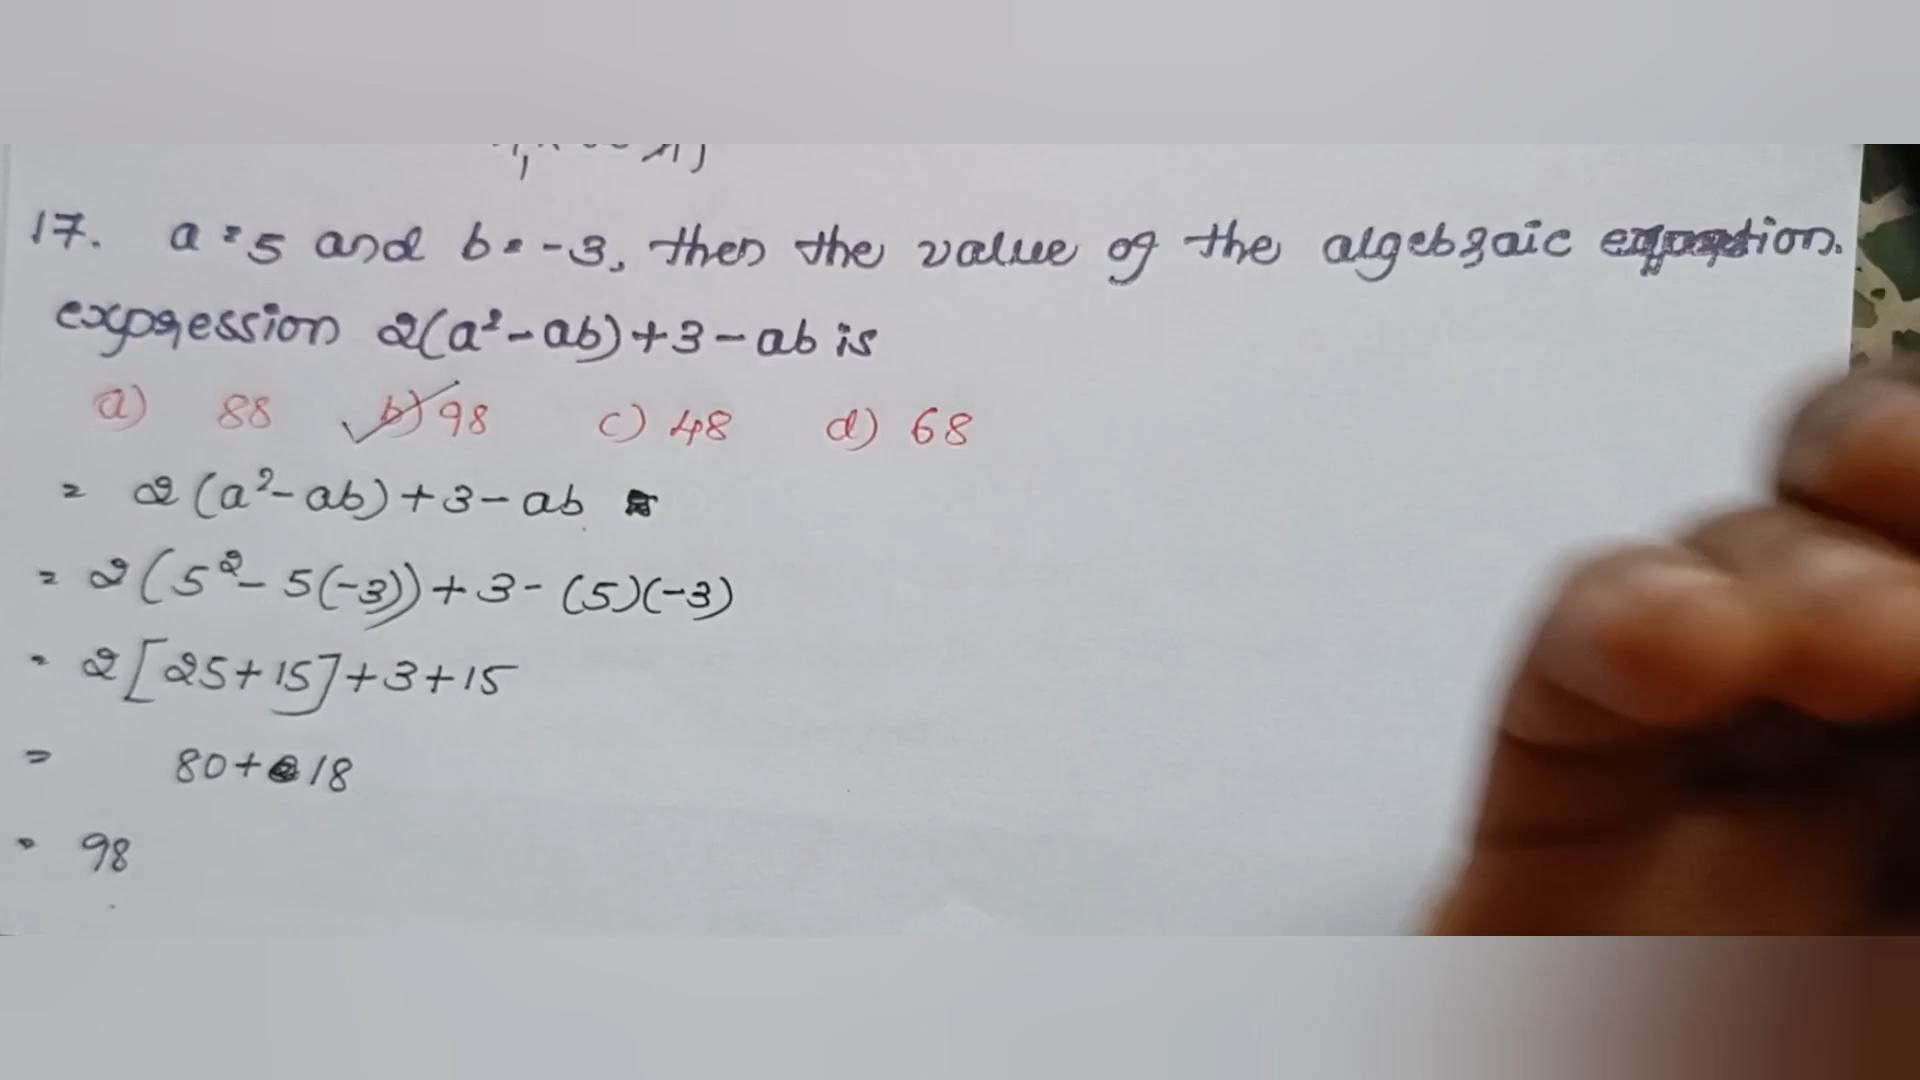 17. a = 5 and b = -3, then the value of the algebraic
expression 2(a²-ab)+3-ab is
a) 88 b) 98 c) 48 d) 68
= 2(a²-ab)+3-ab
= 2(5²-5(-3))+3-(5)(-3)
= 2[25+15]+3+15
= 80+18
= 98